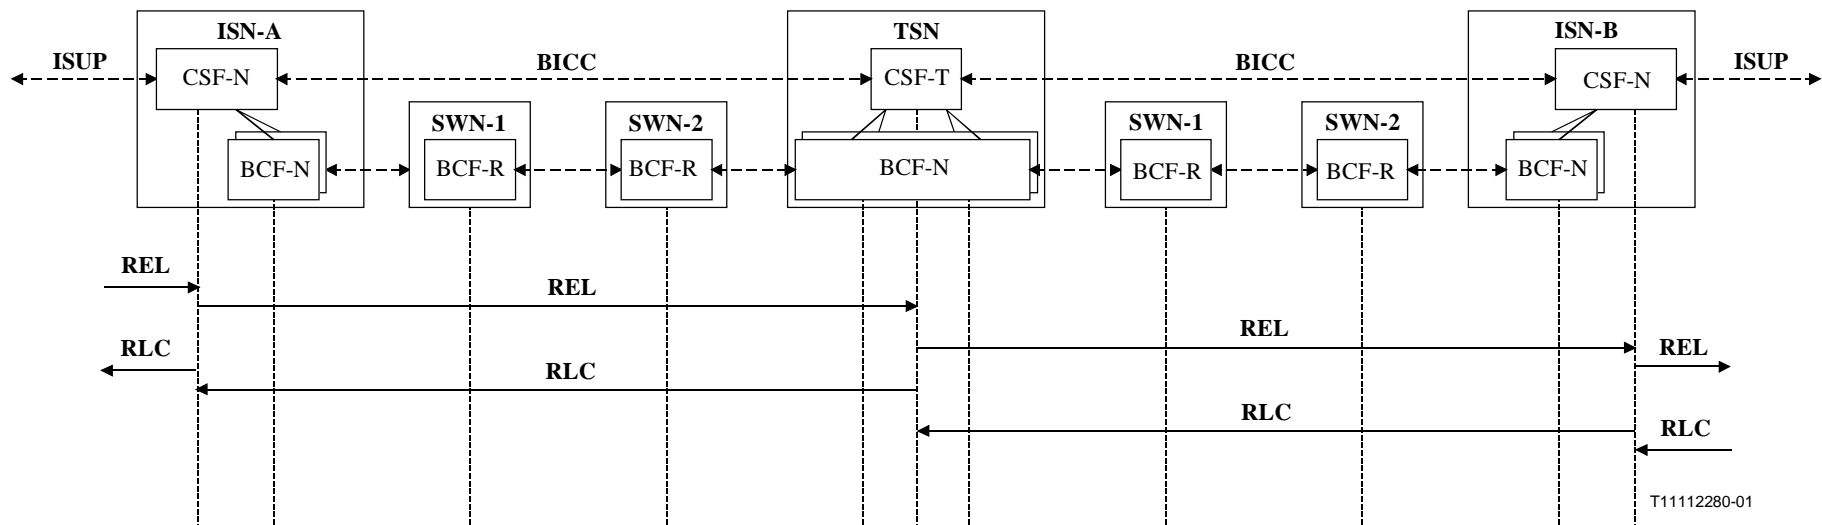 ISN-A
TSN
ISN-B
ISUP
CSF-N
BICC
CSF-T
BICC
CSF-N
ISUP
SWN-1
SWN-2
SWN-1
SWN-2
BCF-N
BCF-R
BCF-R
BCF-N
BCF-R
BCF-R
BCF-N
REL
REL
REL
RLC
REL
RLC
RLC
RLC
T11112280-01